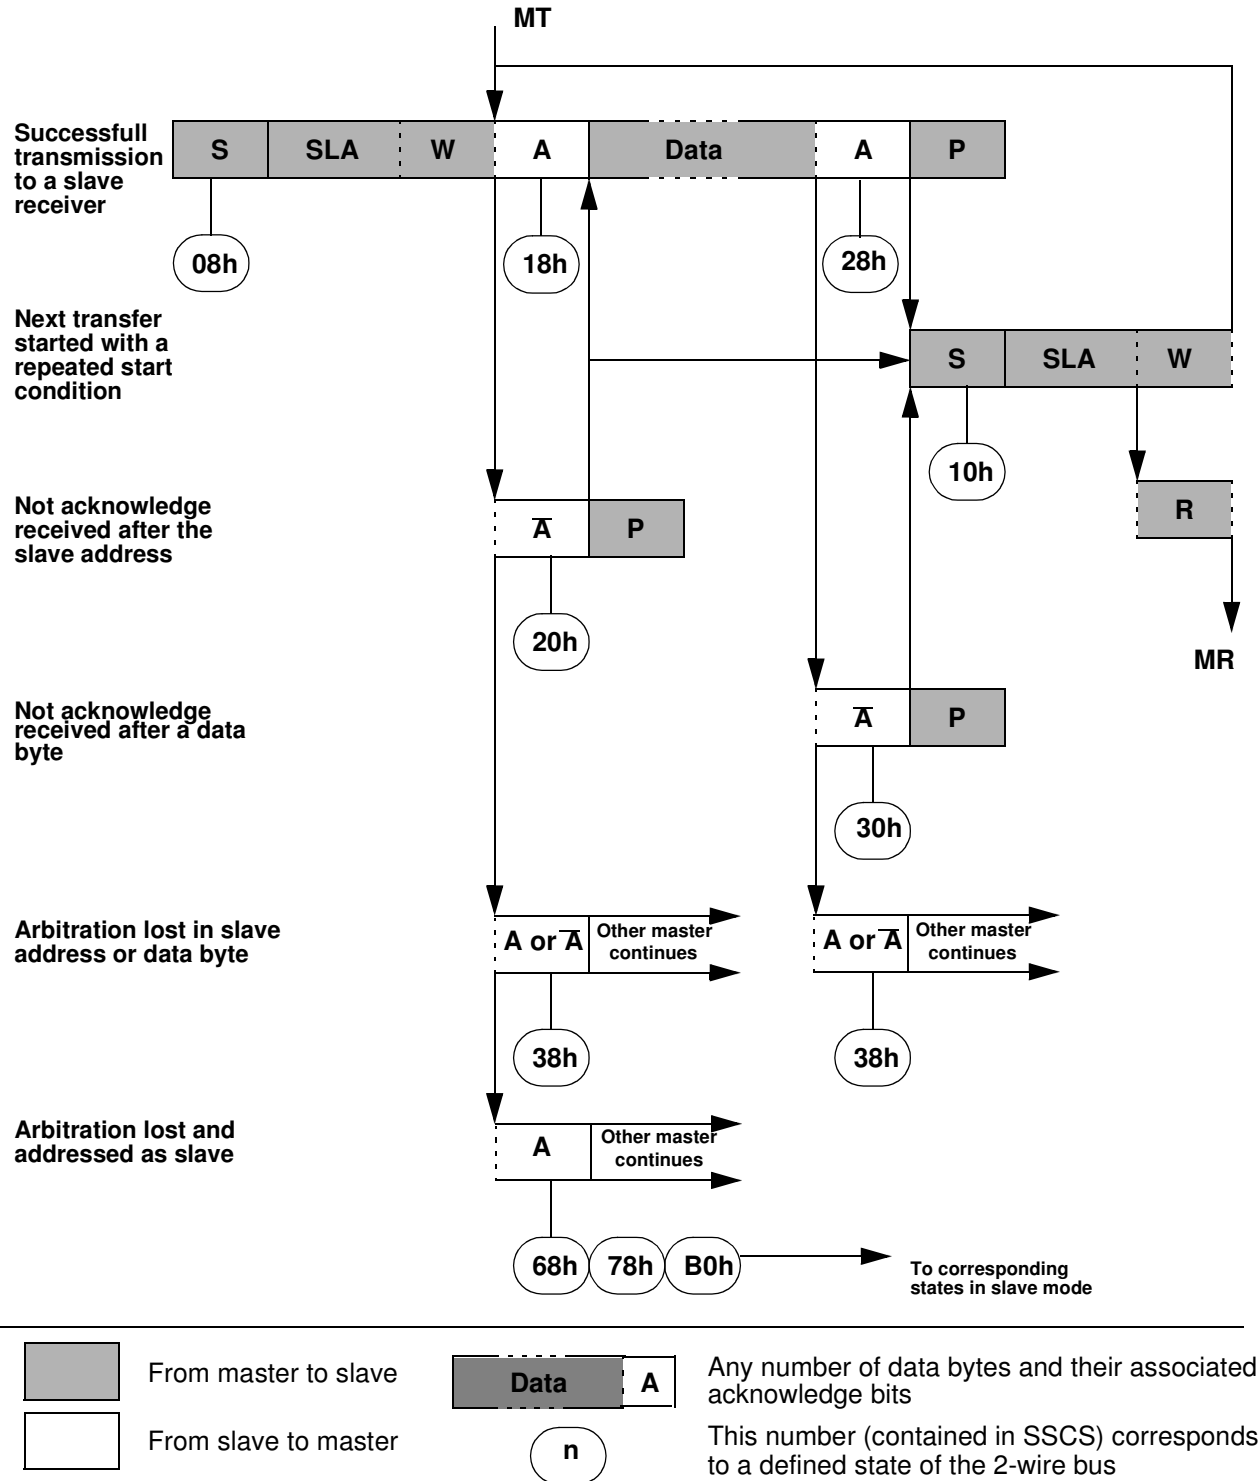 MT
Successfull
transmission
to a slave
receiver
S SLA W A Data A P
08h 18h 28h
Next transfer
started with a
repeated start
condition
S SLA W
10h
Not acknowledge
received after the
slave address
A̅ P
R
20h
MR
Not acknowledge
received after a data
byte
A̅ P
30h
Arbitration lost in slave
address or data byte
A or A̅ Other master
continues
A or A̅ Other master
continues
38h 38h
Arbitration lost and
addressed as slave
A Other master
continues
68h 78h B0h
To corresponding
states in slave mode
From master to slave
Data A
Any number of data bytes and their associated
acknowledge bits
From slave to master
n
This number (contained in SSCS) corresponds
to a defined state of the 2-wire bus